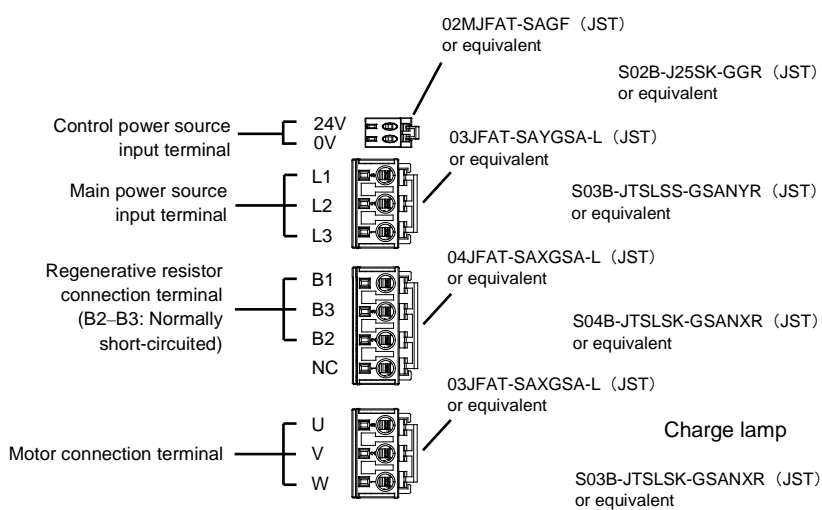 02MJFAT-SAGF（JST）
or equivalent
S02B-J25SK-GGR（JST）
or equivalent
Control power source
input terminal
24V
0V
03JFAT-SAYGSA-L（JST）
or equivalent
Main power source
input terminal
L1
L2
L3
S03B-JTSLSS-GSANYR（JST）
or equivalent
Regenerative resistor
connection terminal
(B2–B3: Normally
short-circuited)
B1
B3
B2
NC
04JFAT-SAXGSA-L（JST）
or equivalent
S04B-JTSLSK-GSANXR（JST）
or equivalent
03JFAT-SAXGSA-L（JST）
or equivalent
Motor connection terminal
U
V
W
Charge lamp
S03B-JTSLSK-GSANXR（JST）
or equivalent